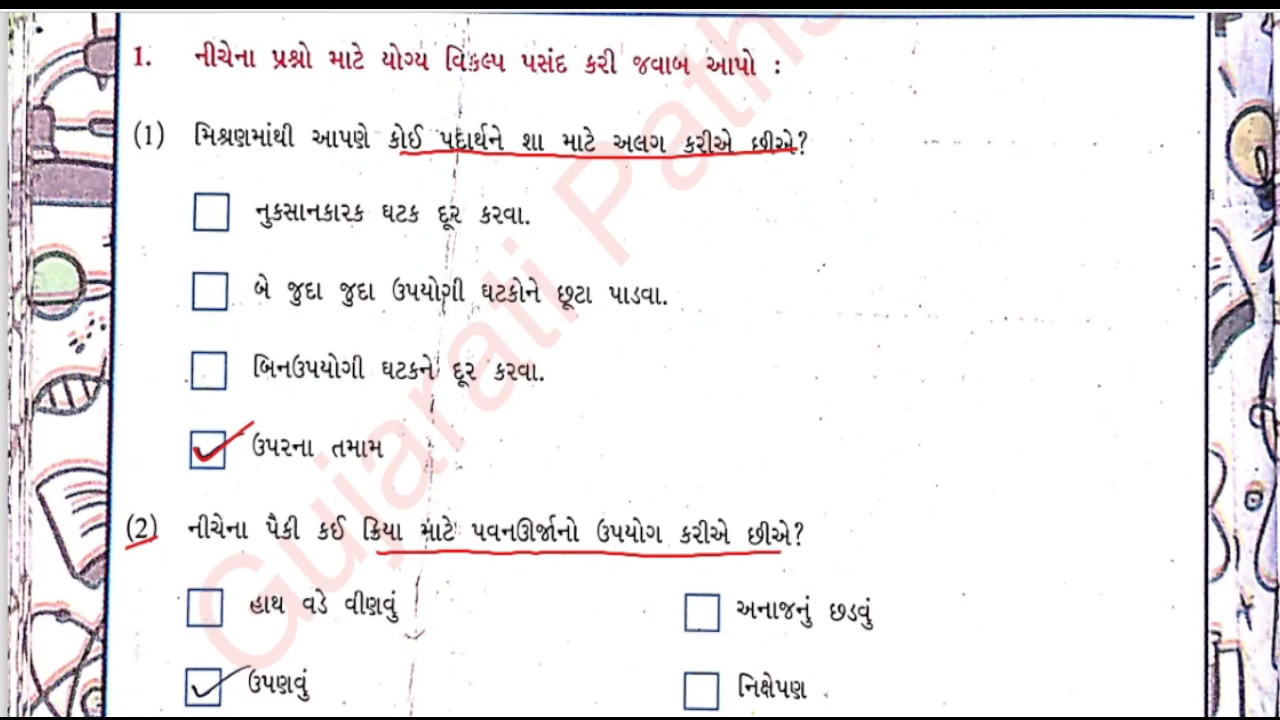 1. નીચેના પ્રશ્નો માટે યોગ્ય વિકલ્પ પસંદ કરી જવાબ આપો :
(1) મિશ્રણમાંથી આપણે કોઈ પદાર્થને શા માટે અલગ કરીએ છીએ?
નુકસાનકારક ઘટક દૂર કરવા.
બે જુદા જુદા ઉપયોગી ઘટકોને છૂટા પાડવા.
બિનઉપયોગી ઘટકને દૂર કરવા.
ઉપરના તમામ
(2) નીચેના પૈકી કઈ ક્રિયા માટે પવનઊર્જાનો ઉપયોગ કરીએ છીએ?
હાથ વડે વીણવું અનાજનું છડવું
ઉપણવું નિક્ષેપણ
Gujarati